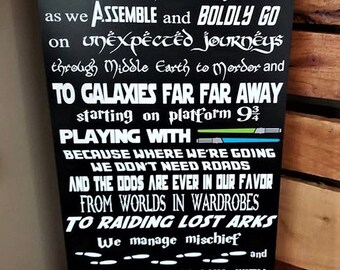 as we Assemble and BOLDLY GO
on unexpected journeys
through Middle Earth to Mordor and
TO GALAXIES FAR FAR AWAY
starting on platform 9¾
PLAYING WITH
BECAUSE WHERE WE'RE GOING
WE DON'T NEED ROADS
AND THE ODDS ARE EVER IN OUR FAVOR
FROM WORLDS IN WARDROBES
TO RAIDING LOST ARKS
We manage mischief
and